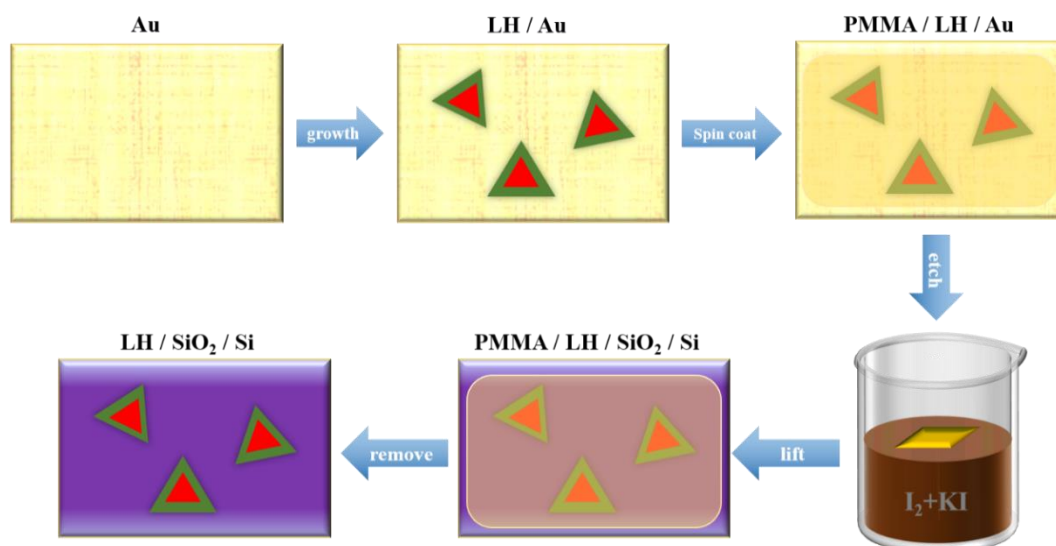 Au
growth
LH / Au
Spin coat
PMMA / LH / Au
etch
I₂+KI
lift
PMMA / LH / SiO₂ / Si
remove
LH / SiO₂ / Si